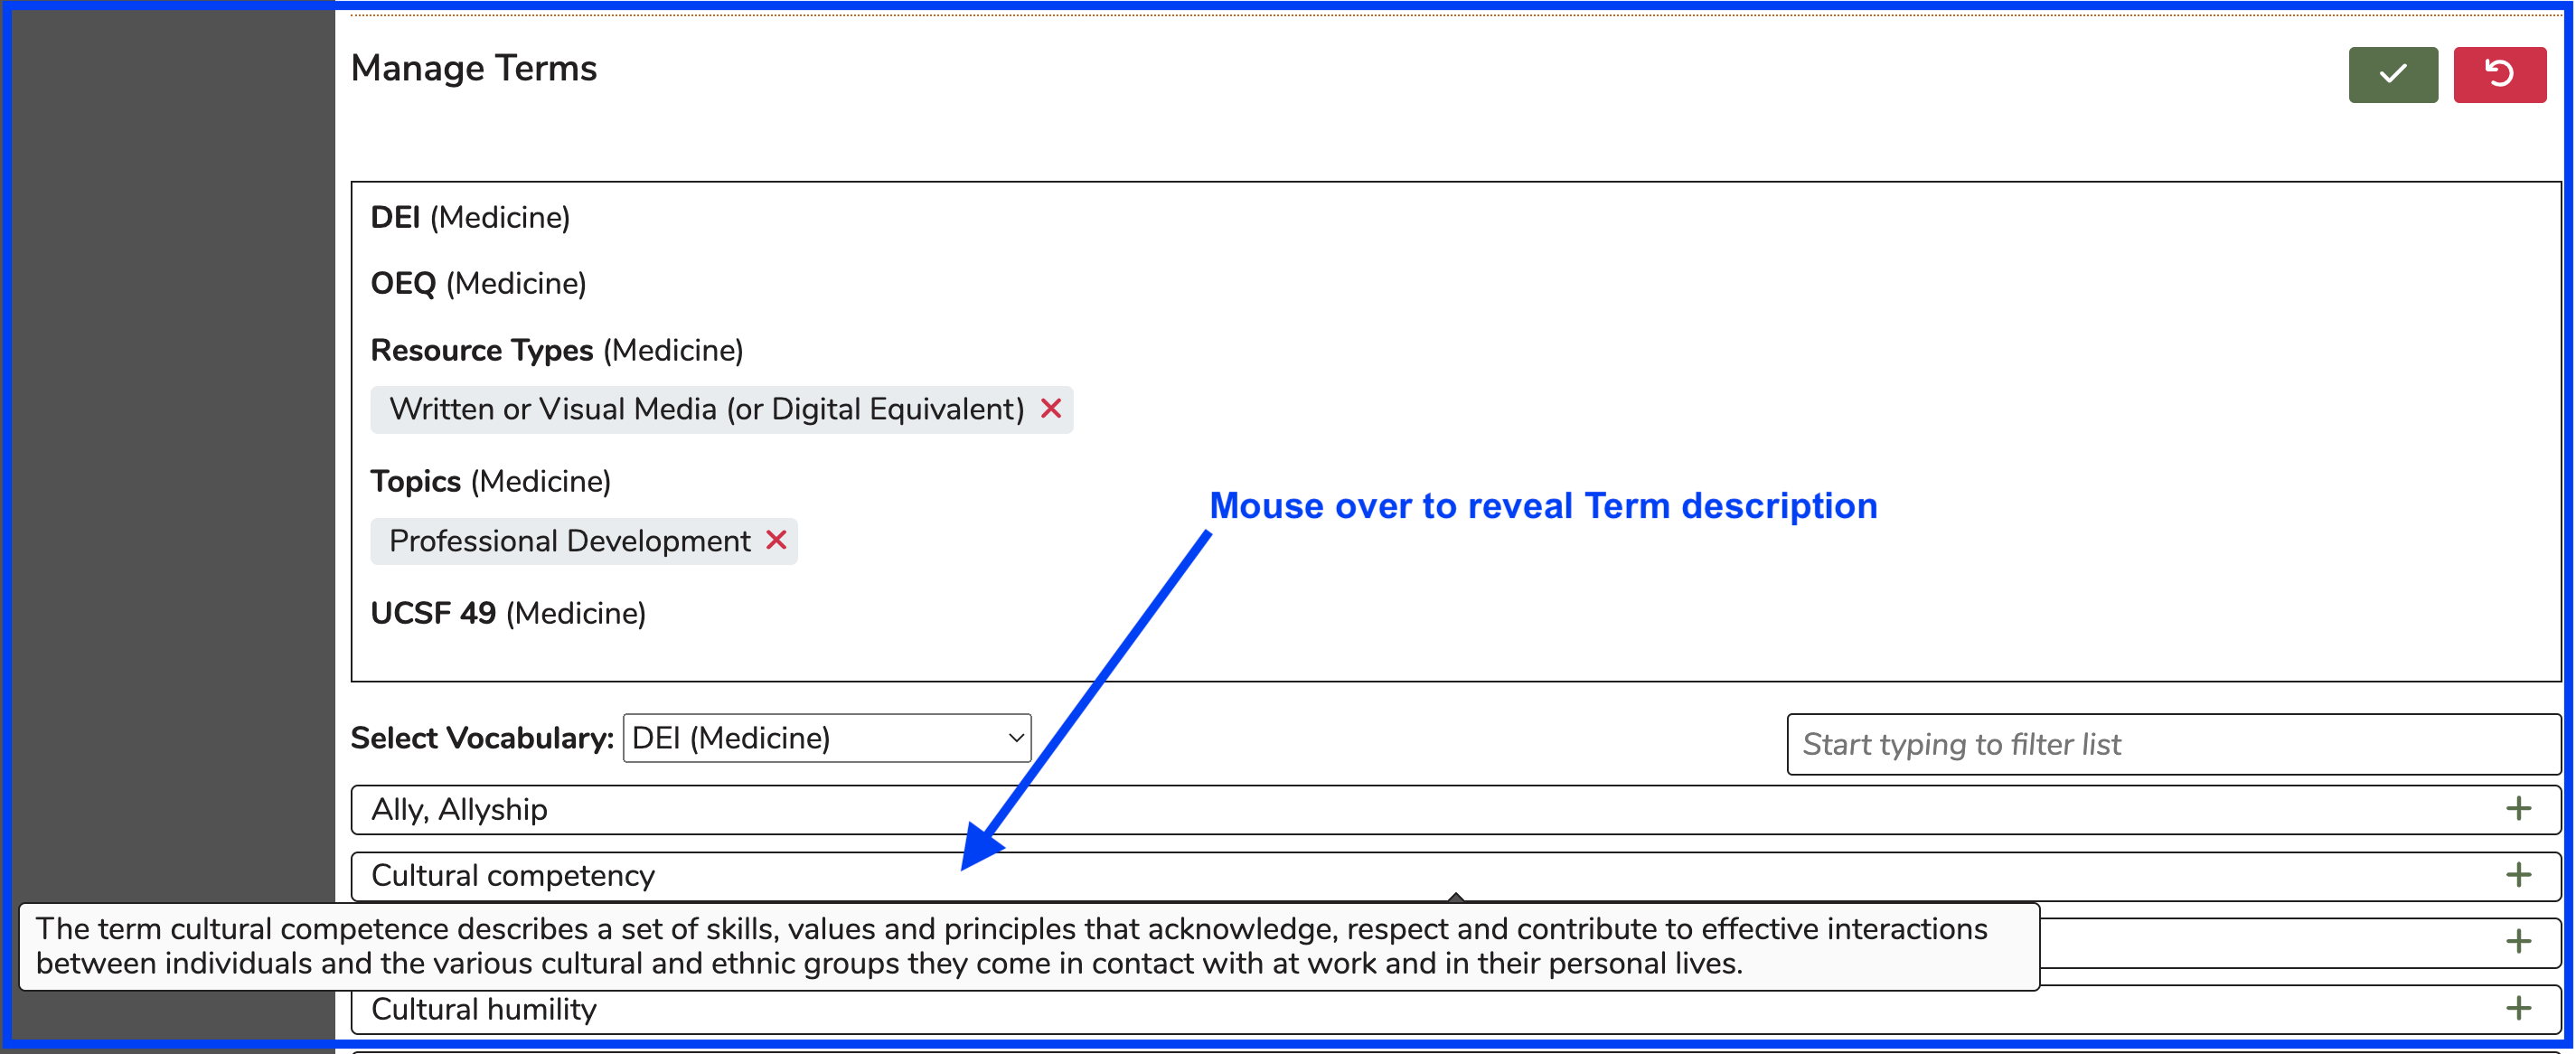 Manage Terms
DEI (Medicine)
OEQ (Medicine)
Resource Types (Medicine)
Written or Visual Media (or Digital Equivalent)
Topics (Medicine)
Mouse over to reveal Term description
Professional Development
UCSF 49 (Medicine)
Select Vocabulary: DEI (Medicine)
Start typing to filter list
Ally, Allyship
Cultural competency
The term cultural competence describes a set of skills, values and principles that acknowledge, respect and contribute to effective interactions
between individuals and the various cultural and ethnic groups they come in contact with at work and in their personal lives.
Cultural humility